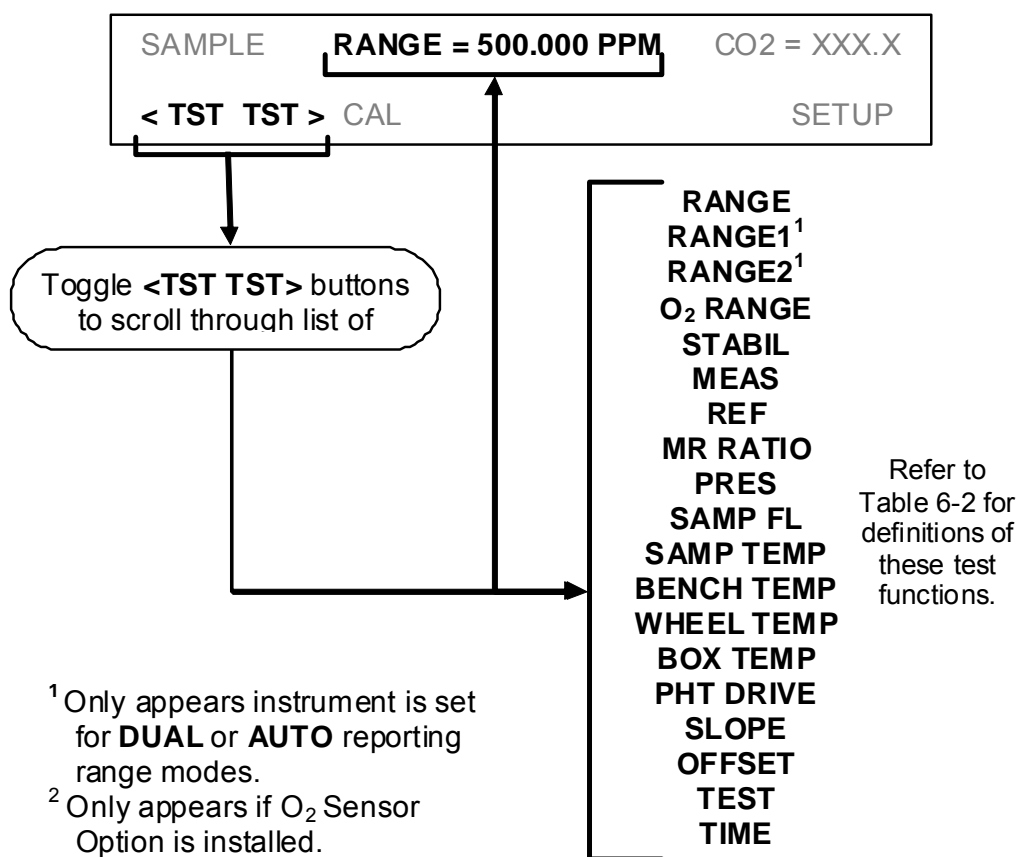 SAMPLE RANGE = 500.000 PPM CO2 = XXX.X
< TST TST > CAL SETUP
Toggle <TST TST> buttons
to scroll through list of
RANGE
RANGE1¹
RANGE2¹
O₂ RANGE
STABIL
MEAS
REF
MR RATIO
PRES
SAMP FL
SAMP TEMP
BENCH TEMP
WHEEL TEMP
BOX TEMP
PHT DRIVE
SLOPE
OFFSET
TEST
TIME
Refer to
Table 6-2 for
definitions of
these test
functions.
¹ Only appears instrument is set
for DUAL or AUTO reporting
range modes.
² Only appears if O₂ Sensor
Option is installed.